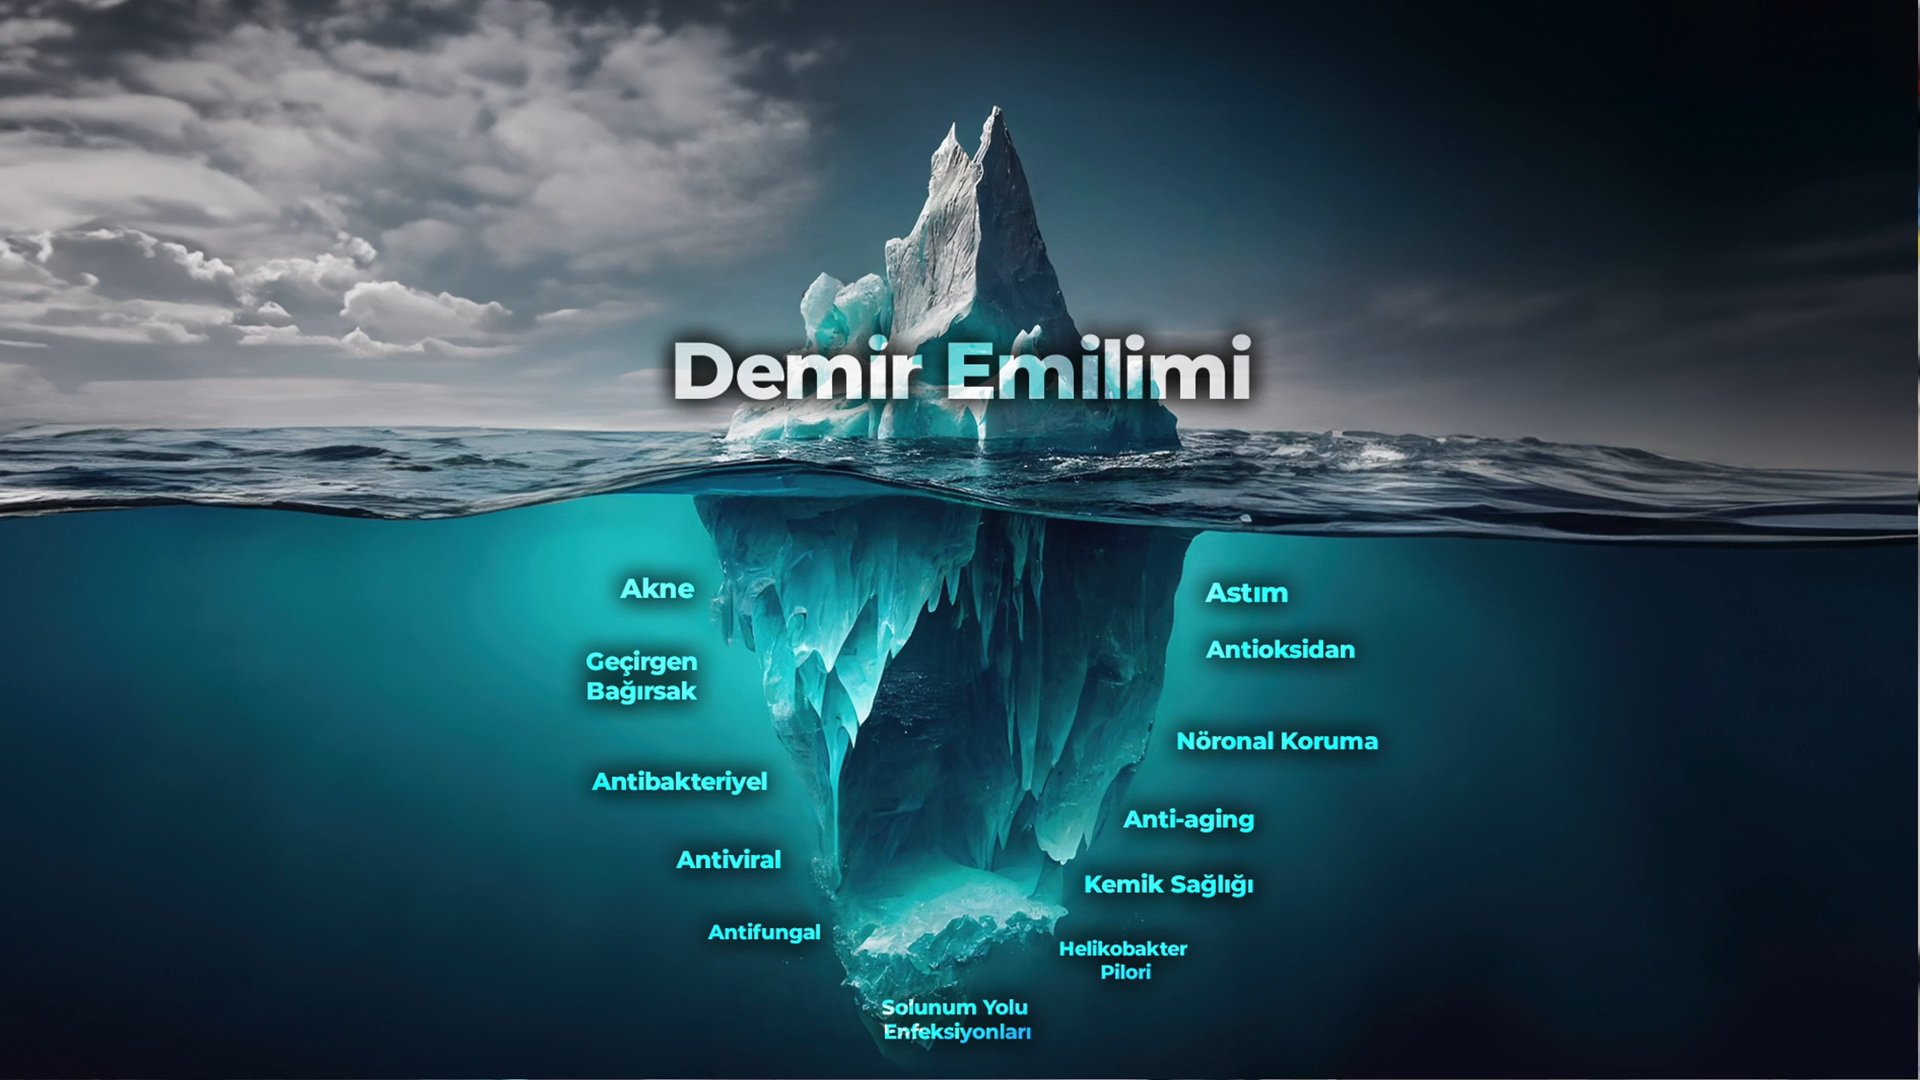 Demir Emilimi
Akne
Geçirgen
Bağırsak
Antibakteriyel
Antiviral
Antifungal
Astım
Antioksidan
Nöronal Koruma
Anti-aging
Kemik Sağlığı
Helikobakter
Pilori
Solunum Yolu
Enfeksiyonları